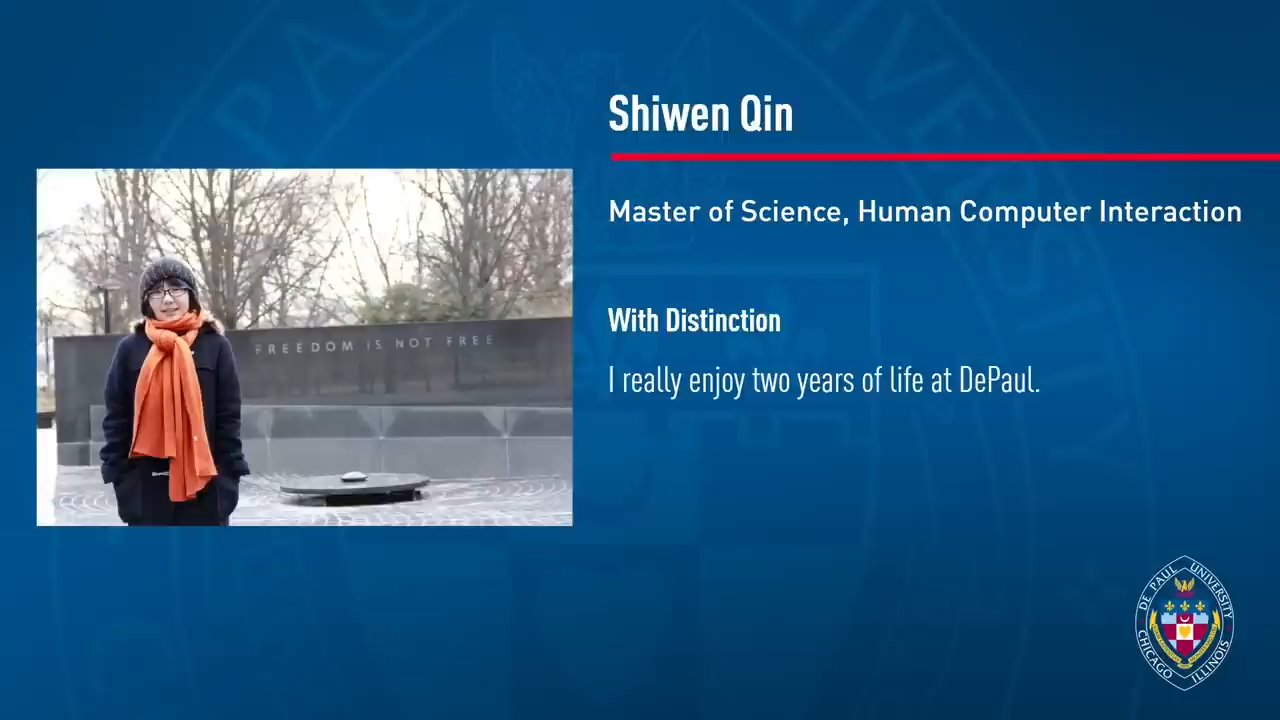 Shiwen Qin
Master of Science, Human Computer Interaction
FREEDOM IS NOT FREE
With Distinction
I really enjoy two years of life at DePaul.
DE PAUL UNIVERSITY
CHICAGO ILLINOIS